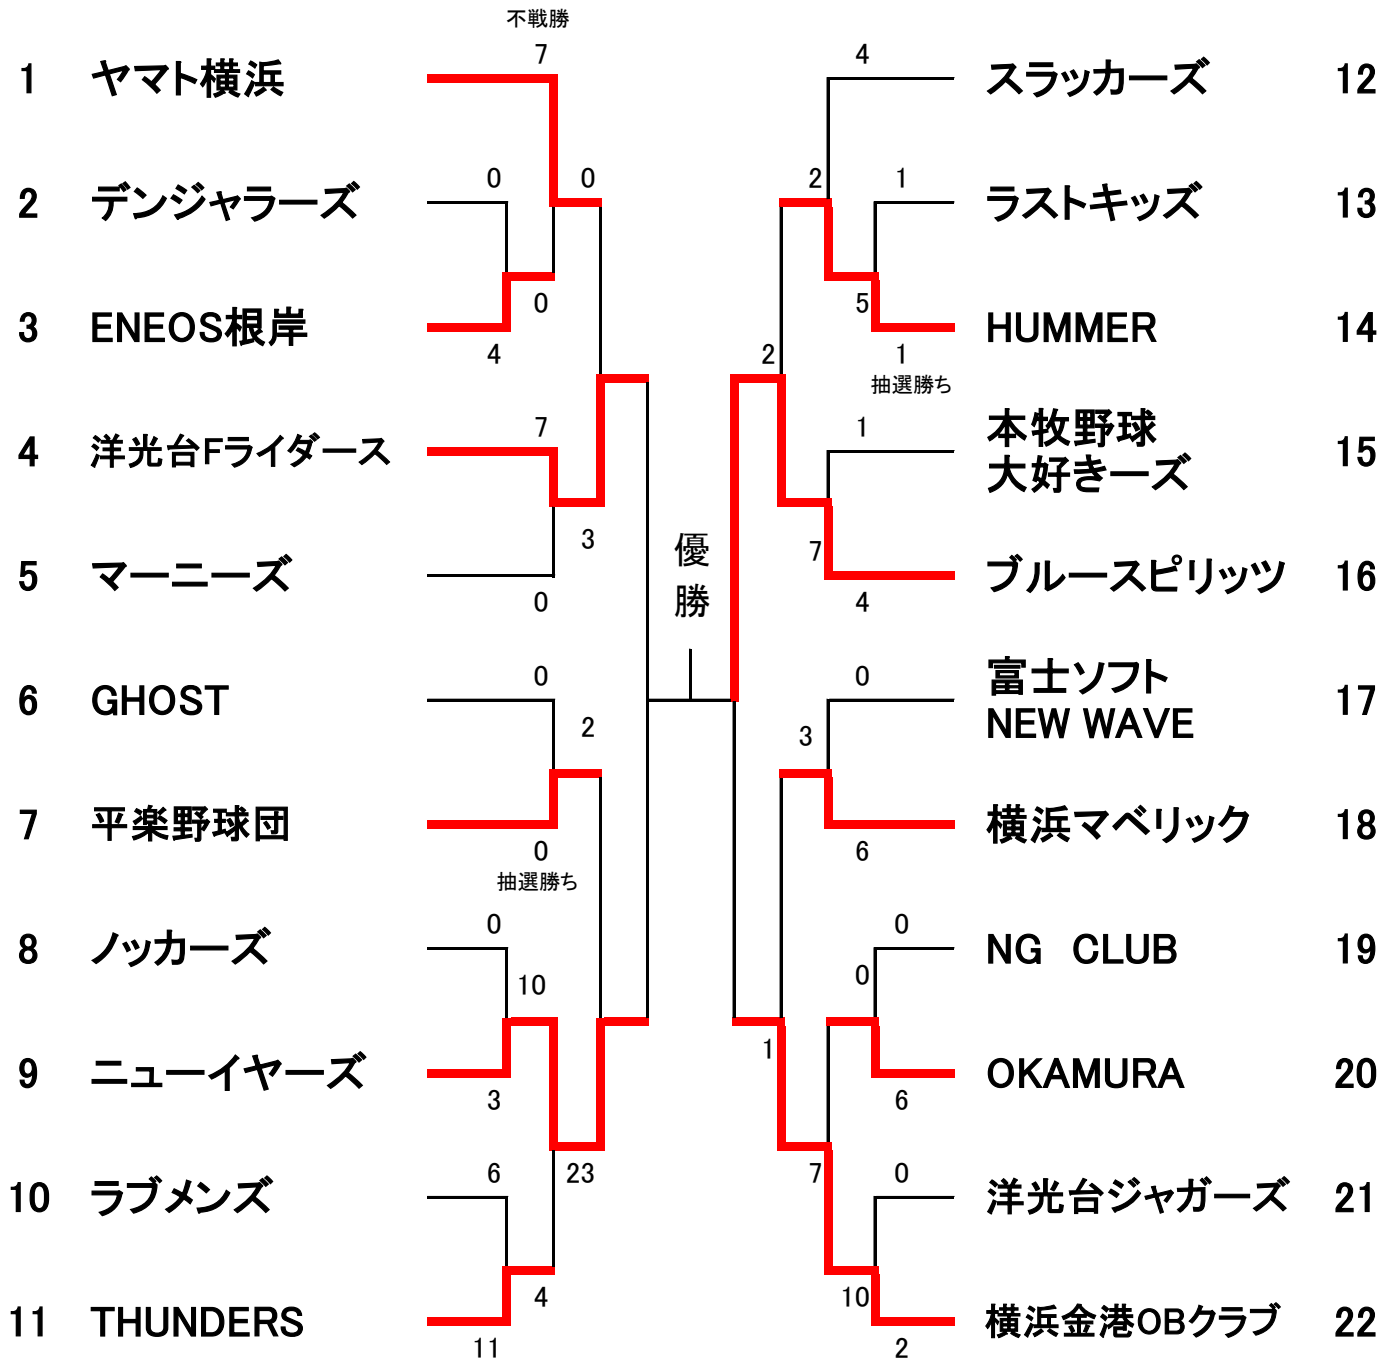 不戦勝
7
1 ヤマト横浜
0 0
2 デンジャラーズ
0
3 ENEOS根岸
4
7
4 洋光台Fライダース
3
5 マーニーズ
0
0
6 GHOST
2
7 平楽野球団
0
抽選勝ち
0
8 ノッカーズ
10
9 ニューイヤーズ
3
6 23
10 ラブメンズ
4
11 THUNDERS
11
優
勝
4
スラッカーズ 12
2 1
ラストキッズ 13
5
HUMMER 14
2 1
抽選勝ち
1
本牧野球
大好きーズ 15
7
ブルースピリッツ 16
4
0
富士ソフト
NEW WAVE 17
3
横浜マベリック 18
6
0
NG CLUB 19
0
1
OKAMURA 20
6
7 0
洋光台ジャガーズ 21
10
横浜金港OBクラブ 22
2